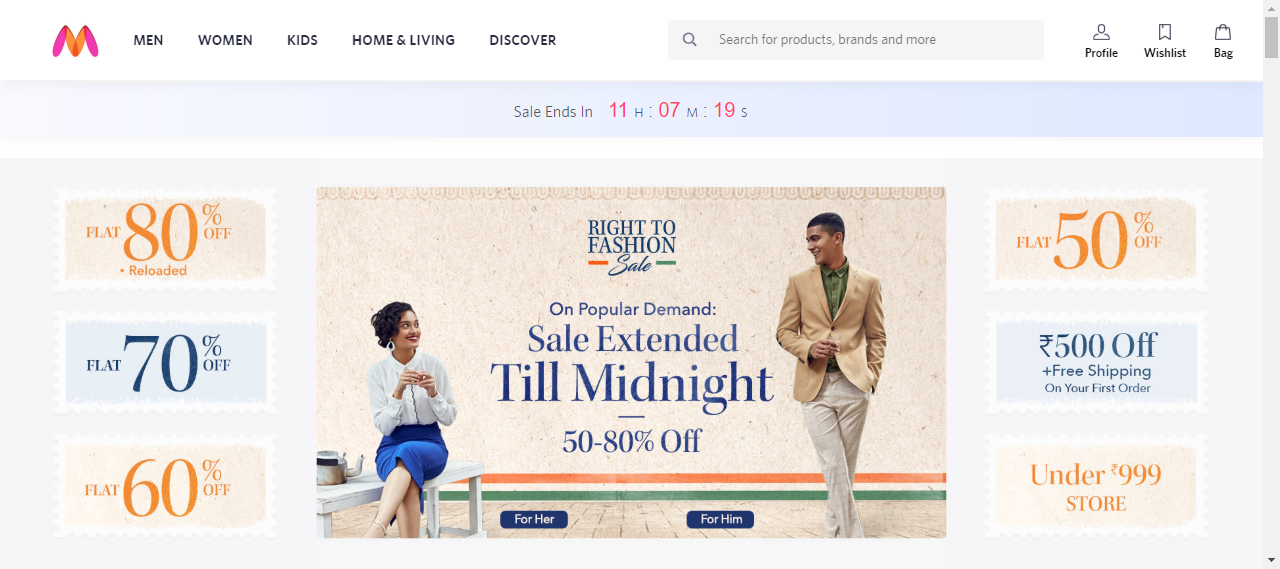 MEN WOMEN KIDS HOME & LIVING DISCOVER Search for products, brands and more
Profile Wishlist Bag
Sale Ends In 11 H : 07 M : 19 S
FLAT 80% OFF
• Reloaded
FLAT 70% OFF
FLAT 60% OFF
RIGHT TO
FASHION
Sale
On Popular Demand:
Sale Extended
Till Midnight
50-80% Off
For Her For Him
FLAT 50% OFF
₹500 Off
+Free Shipping
On Your First Order
Under ₹999
STORE